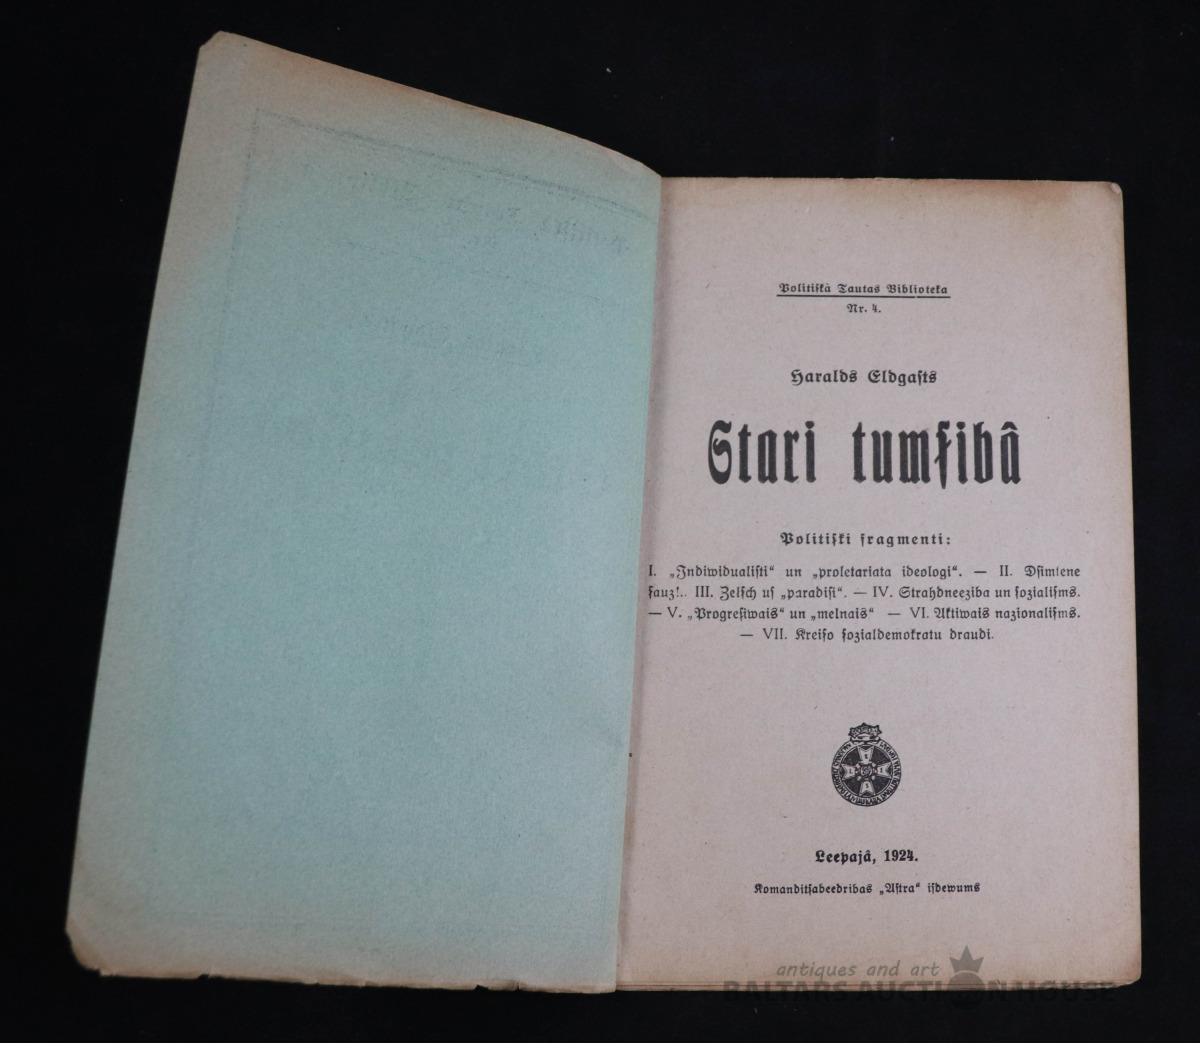 Politiſkà Tautas Biblioteka
Nr. 4.
Haralds Eldgaſts
Stari tumſibâ
Politiſki fragmenti:
I. „Indiwidualiſti“ un „proletariata ideologi“. — II. Dſimtene
ſauz!.. III. Zelſch uſ „paradiſi“. — IV. Strahdneeziba un ſozialiſms.
— V. „Progreſiwais“ un „melnais“ — VI. Aktiwais nazionaliſms.
— VII. Kreiſo ſozialdemokratu draudi.
Leepajâ, 1924.
Komanditſabeedribas „Aſtra“ iſdewums
antiques and art
BALTARS AUCTION HOUSE